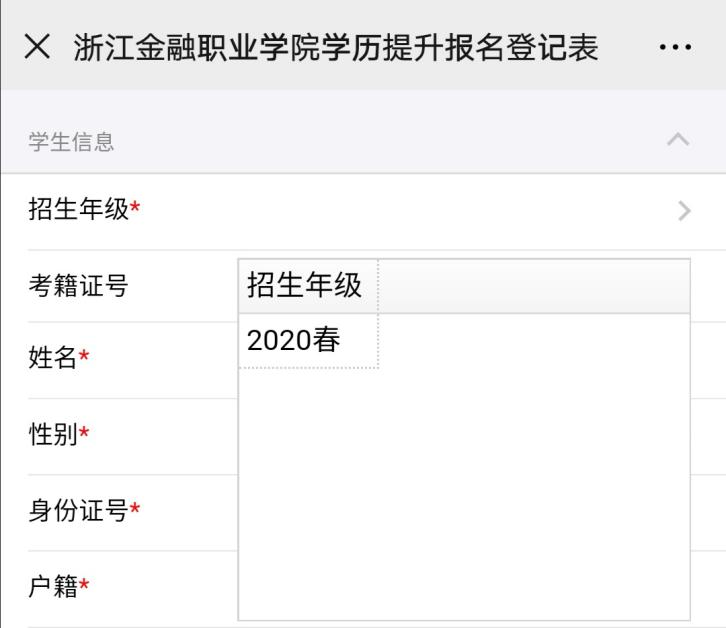 浙江金融职业学院学历提升报名登记表
学生信息
招生年级*
考籍证号
招生年级
2020春
姓名*
性别*
身份证号*
户籍*